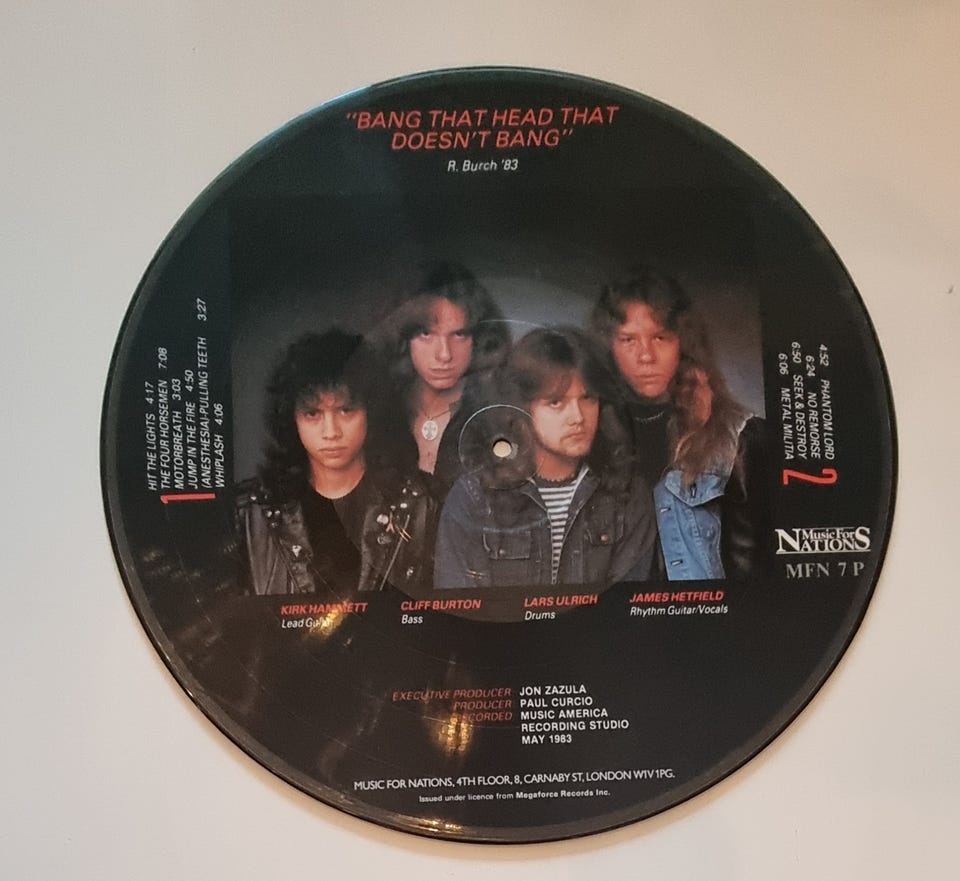 "BANG THAT HEAD THAT
DOESN'T BANG"
R. Burch '83
1
HIT THE LIGHTS 4:17
THE FOUR HORSEMEN 7:08
MOTORBREATH 3:03
JUMP IN THE FIRE 4:50
(ANESTHESIA)-PULLING TEETH 3:27
WHIPLASH 4:06
2
4:52 PHANTOM LORD
6:24 NO REMORSE
6:50 SEEK & DESTROY
6:06 METAL MILITIA
Music For
NATIONS
MFN 7 P
KIRK HAMMETT
Lead Guitar
CLIFF BURTON
Bass
LARS ULRICH
Drums
JAMES HETFIELD
Rhythm Guitar/Vocals
EXECUTIVE PRODUCER JON ZAZULA
PRODUCER PAUL CURCIO
RECORDED MUSIC AMERICA
RECORDING STUDIO
MAY 1983
MUSIC FOR NATIONS, 4TH FLOOR, 8, CARNABY ST, LONDON W1V 1PG.
Issued under licence from Megaforce Records Inc.